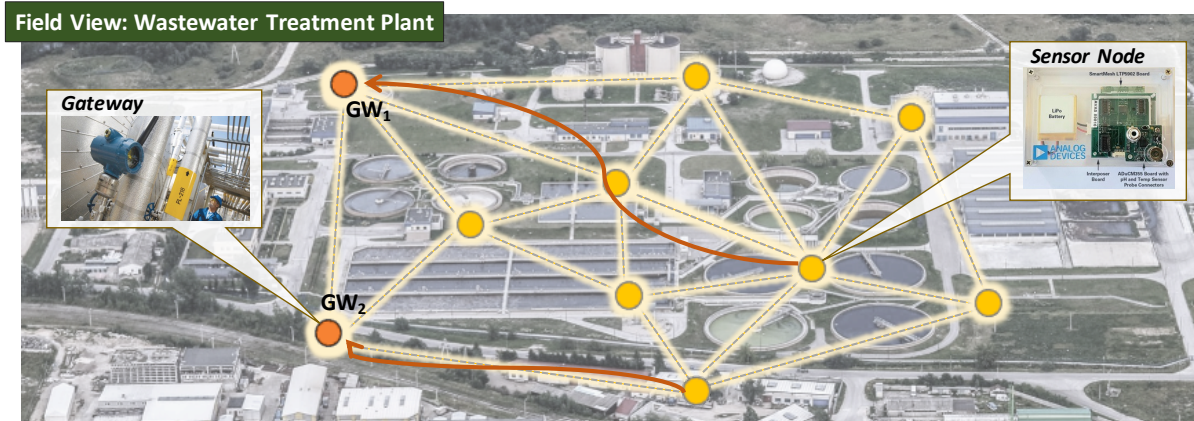 Field View: Wastewater Treatment Plant
Gateway
GW1
GW2
Sensor Node
SmartMesh LTP5902 Board
LiPo
Battery
ANALOG
DEVICES
Interposer
Board
ADuCM355 Board with
pH and Temp Sensor
Probe Connectors